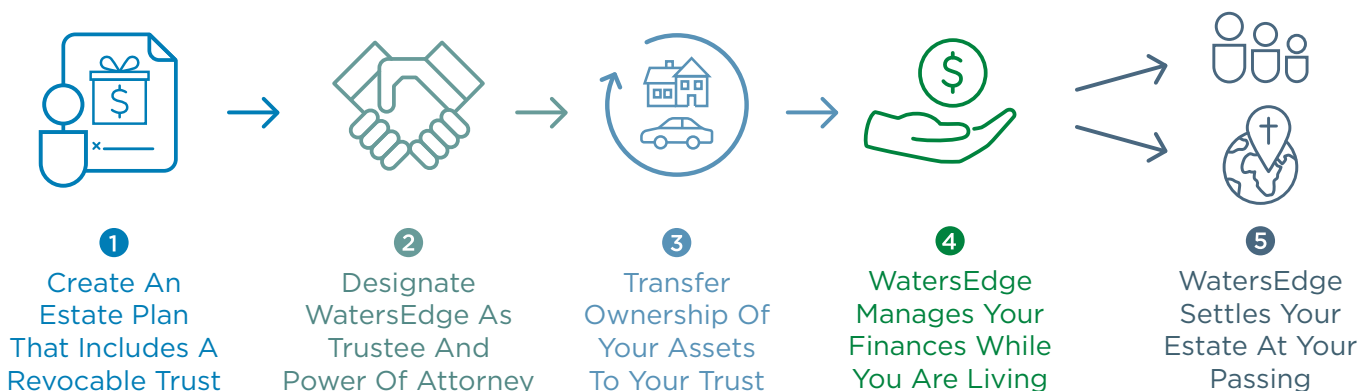 $
×
$
1
Create An
Estate Plan
That Includes A
Revocable Trust
2
Designate
WatersEdge As
Trustee And
Power Of Attorney
3
Transfer
Ownership Of
Your Assets
To Your Trust
4
WatersEdge
Manages Your
Finances While
You Are Living
5
WatersEdge
Settles Your
Estate At Your
Passing